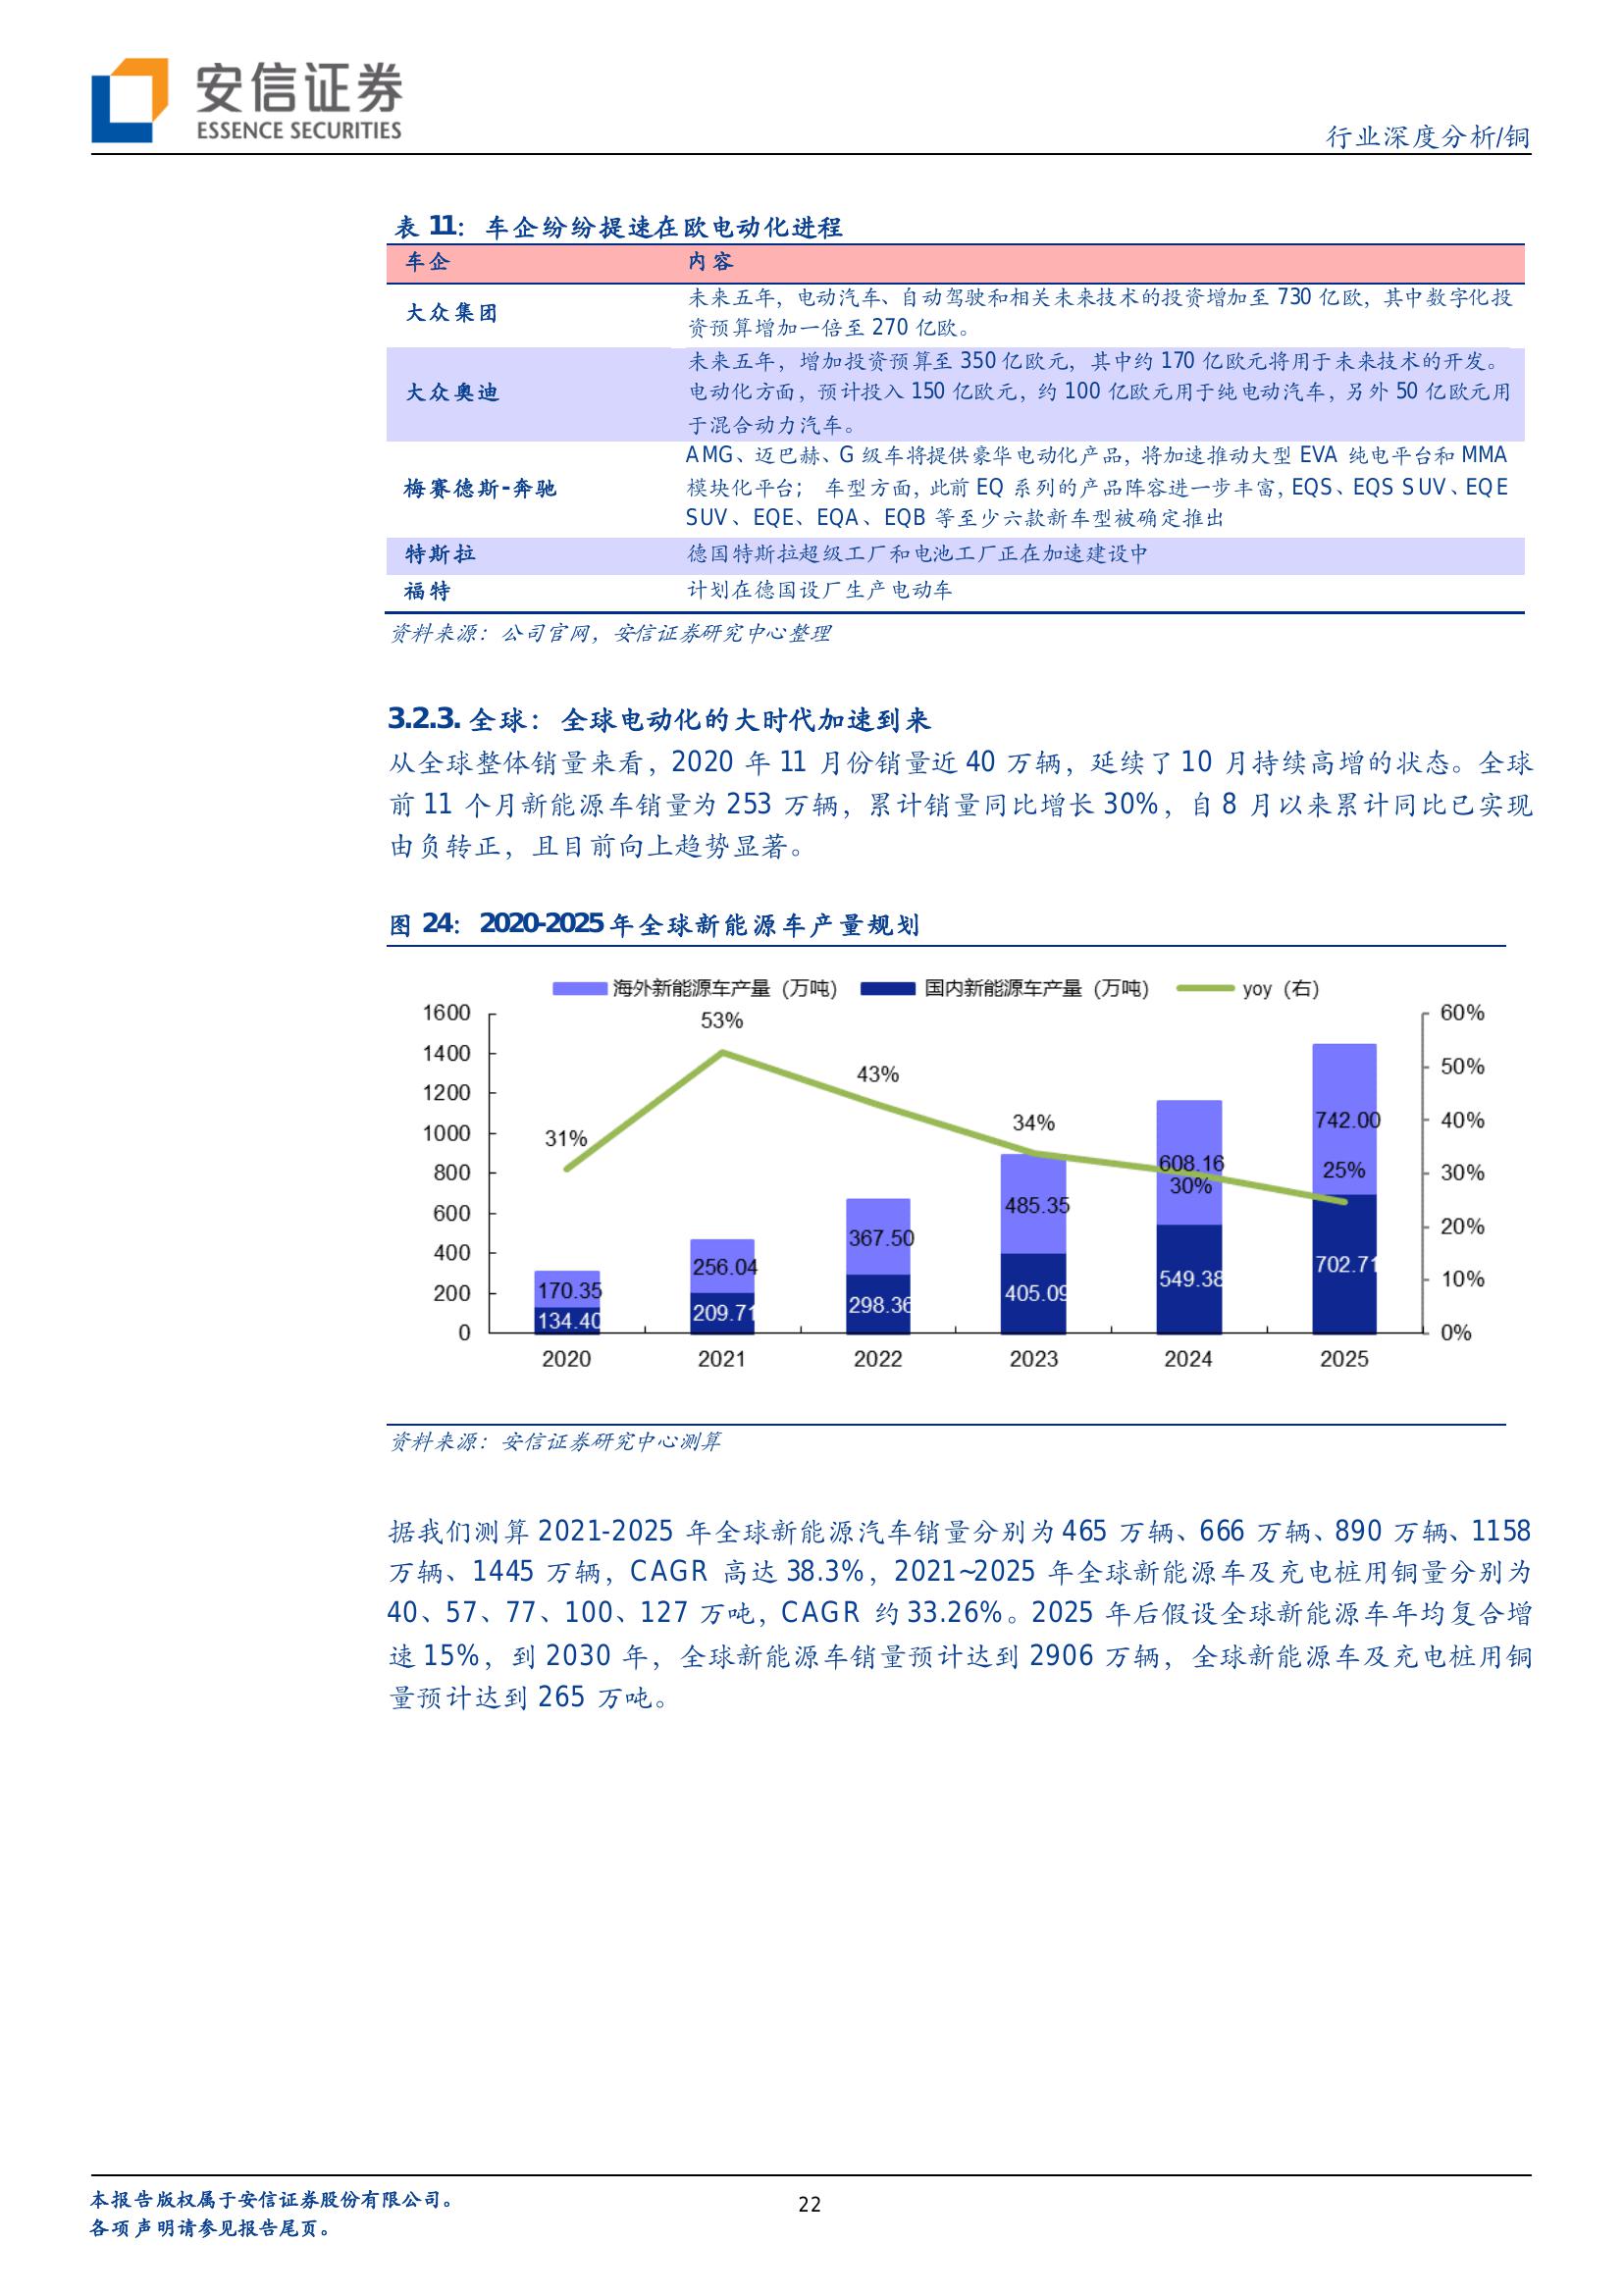 安信证券
ESSENCE SECURITIES
行业深度分析/铜
表 11：车企纷纷提速在欧电动化进程
车企 内容
大众集团 未来五年，电动汽车、自动驾驶和相关未来技术的投资增加至 730 亿欧，其中数字化投
资预算增加一倍至 270 亿欧。
大众奥迪 未来五年，增加投资预算至 350 亿欧元，其中约 170 亿欧元将用于未来技术的开发。
电动化方面，预计投入 150 亿欧元，约 100 亿欧元用于纯电动汽车，另外 50 亿欧元用
于混合动力汽车。
梅赛德斯-奔驰 AMG、迈巴赫、G 级车将提供豪华电动化产品，将加速推动大型 EVA 纯电平台和 MMA
模块化平台； 车型方面，此前 EQ 系列的产品阵容进一步丰富，EQS、EQS SUV、EQE
SUV、EQE、EQA、EQB 等至少六款新车型被确定推出
特斯拉 德国特斯拉超级工厂和电池工厂正在加速建设中
福特 计划在德国设厂生产电动车
资料来源：公司官网，安信证券研究中心整理
3.2.3. 全球：全球电动化的大时代加速到来
从全球整体销量来看，2020 年 11 月份销量近 40 万辆，延续了 10 月持续高增的状态。全球
前 11 个月新能源车销量为 253 万辆，累计销量同比增长 30%，自 8 月以来累计同比已实现
由负转正，且目前向上趋势显著。
图 24：2020-2025 年全球新能源车产量规划
海外新能源车产量（万吨） 国内新能源车产量（万吨） yoy（右）
1600 53% 60%
1400 50%
1200 43%
1000 31% 34% 742.00 40%
800 608.16 25% 30%
30%
600 367.50 485.35 20%
400 256.04 549.38 702.71
200 170.35 298.36 405.09 10%
134.40 209.71
0 0%
2020 2021 2022 2023 2024 2025
资料来源：安信证券研究中心测算
据我们测算 2021-2025 年全球新能源汽车销量分别为 465 万辆、666 万辆、890 万辆、1158
万辆、1445 万辆，CAGR 高达 38.3%，2021~2025 年全球新能源车及充电桩用铜量分别为
40、57、77、100、127 万吨，CAGR 约 33.26%。2025 年后假设全球新能源车年均复合增
速 15%，到 2030 年，全球新能源车销量预计达到 2906 万辆，全球新能源车及充电桩用铜
量预计达到 265 万吨。
本报告版权属于安信证券股份有限公司。
各项声明请参见报告尾页。
22